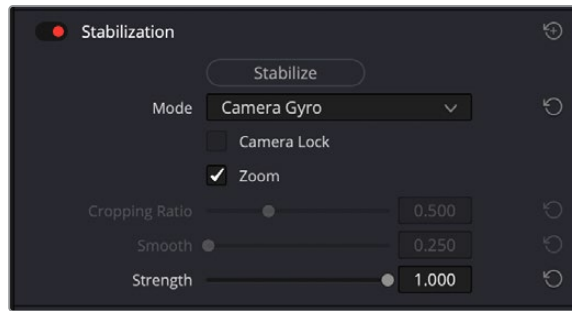 Stabilization
Stabilize
Mode Camera Gyro
Camera Lock
Zoom
Cropping Ratio 0.500
Smooth 0.250
Strength 1.000